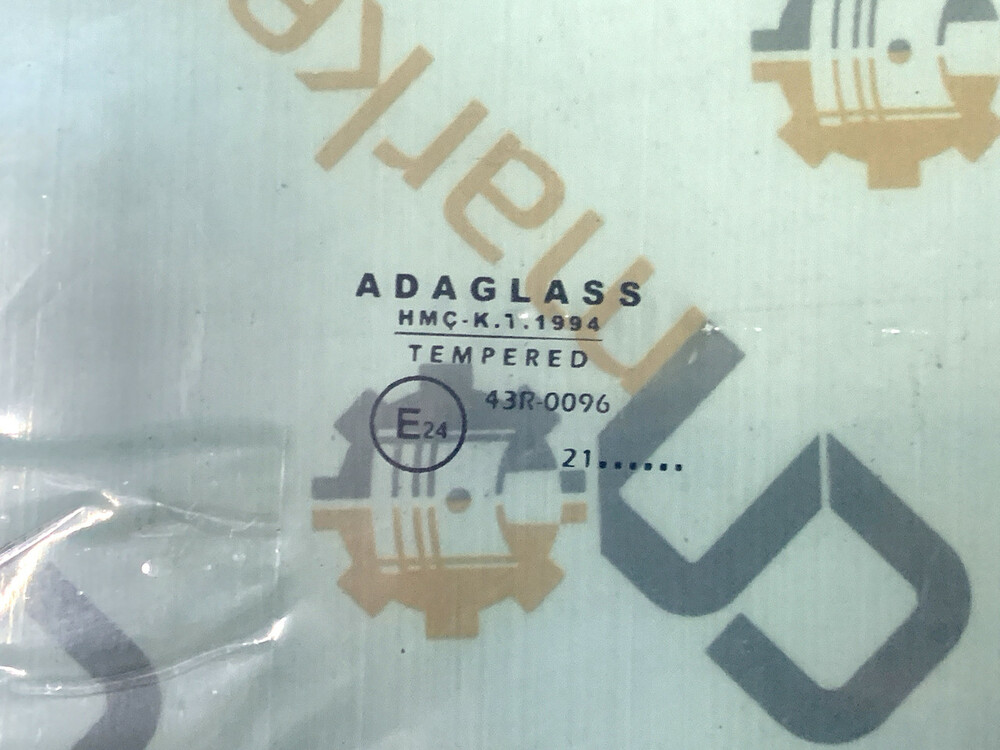 ADAGLASS
HMÇ-K.1.1994
TEMPERED
E24
43R-0096
21.......